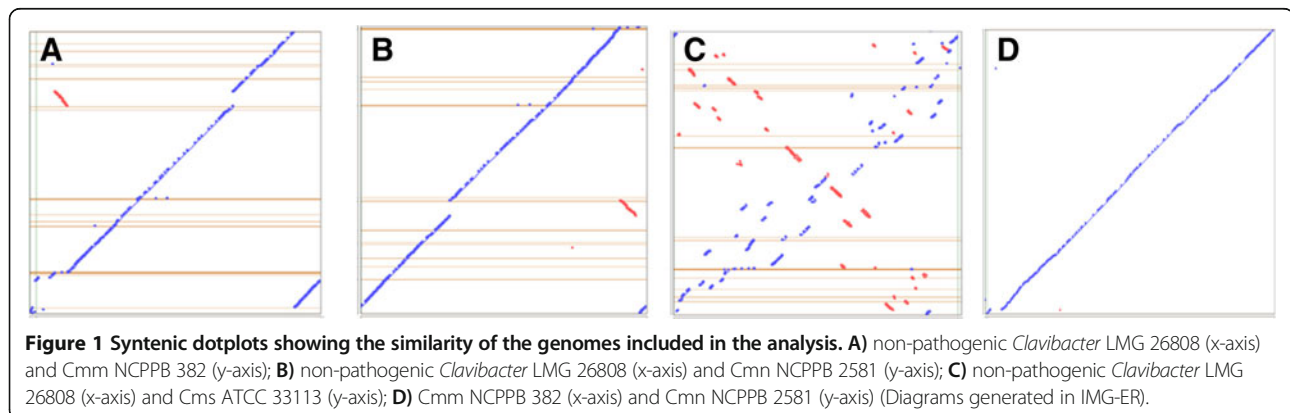 A
B
C
D
Figure 1 Syntenic dotplots showing the similarity of the genomes included in the analysis. A) non-pathogenic Clavibacter LMG 26808 (x-axis)
and Cmm NCPPB 382 (y-axis); B) non-pathogenic Clavibacter LMG 26808 (x-axis) and Cmn NCPPB 2581 (y-axis); C) non-pathogenic Clavibacter LMG
26808 (x-axis) and Cms ATCC 33113 (y-axis); D) Cmm NCPPB 382 (x-axis) and Cmn NCPPB 2581 (y-axis) (Diagrams generated in IMG-ER).